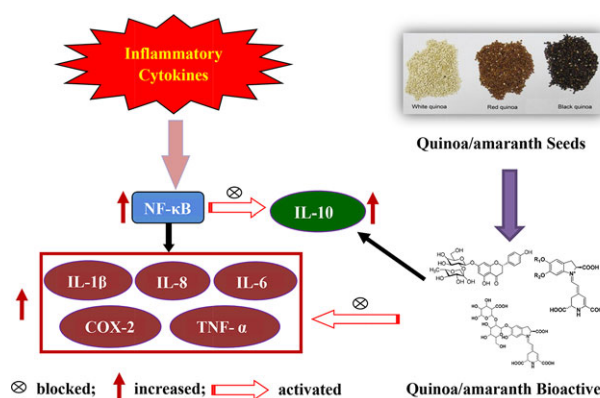 Inflammatory
Cytokines
White quinoa
Red quinoa
Black quinoa
Quinoa/amaranth Seeds
NF-κB
IL-10
IL-1β
IL-8
IL-6
COX-2
TNF- α
blocked;
increased;
activated
Quinoa/amaranth Bioactive